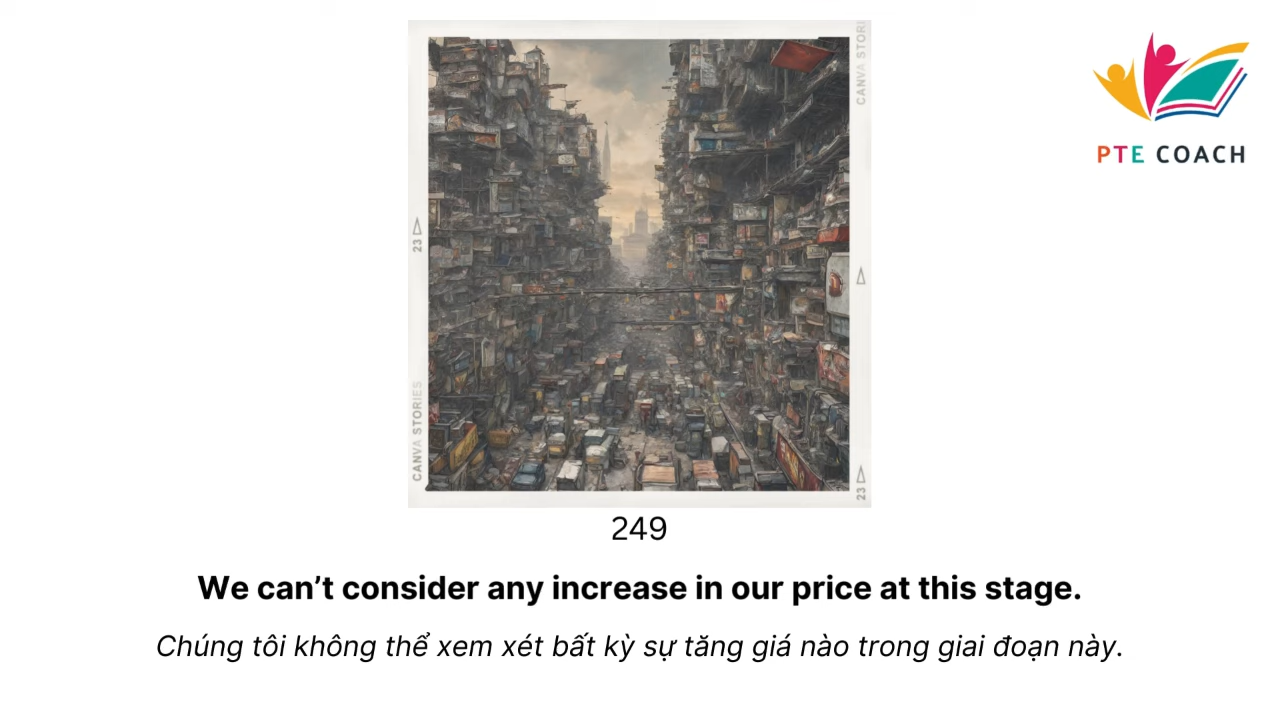 CANVA STORI
PTE COACH
23
CANVA STORIES
23
249
We can’t consider any increase in our price at this stage.
Chúng tôi không thể xem xét bất kỳ sự tăng giá nào trong giai đoạn này.